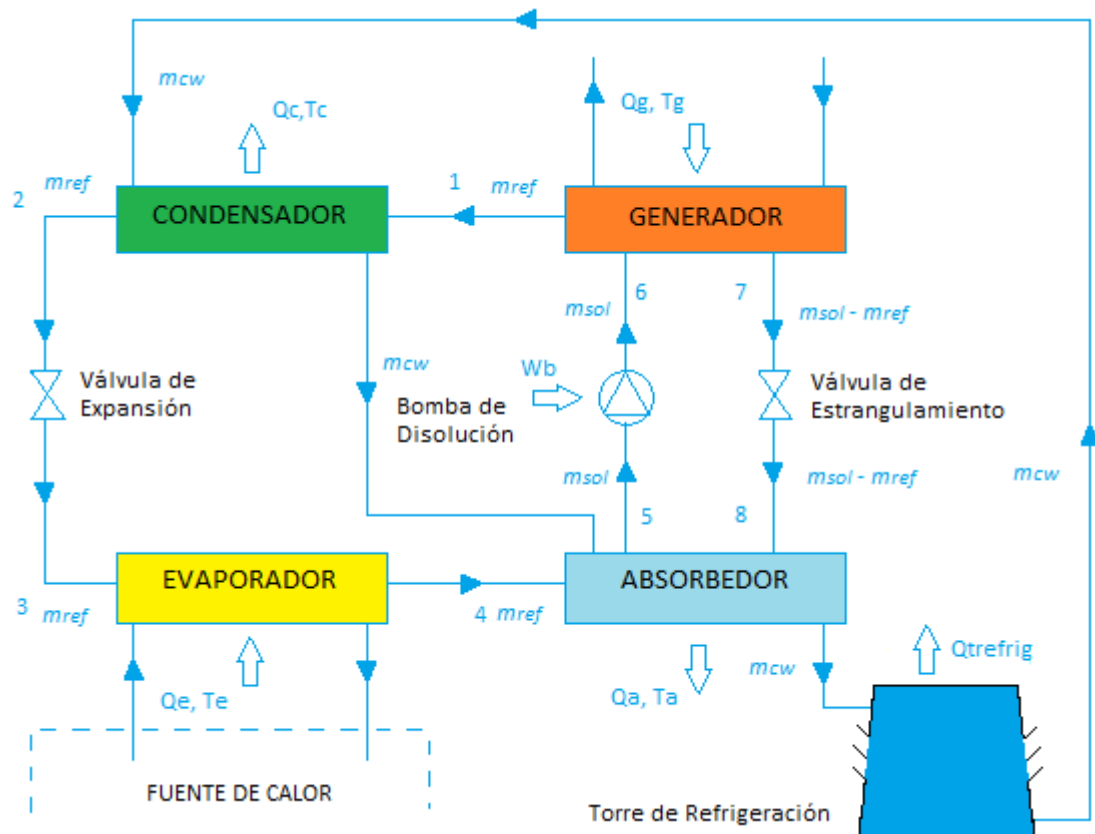 mcw
Qc,Tc
Qg, Tg
2
mref
1
mref
CONDENSADOR
GENERADOR
6
7
msol
msol - mref
mcw
Válvula de
Expansión
Wb
Bomba de
Disolución
Válvula de
Estrangulamiento
msol
msol - mref
mcw
5
8
EVAPORADOR
ABSORBEDOR
3
mref
4 mref
Qe, Te
Qa, Ta
mcw
Qtrefrig
FUENTE DE CALOR
Torre de Refrigeración